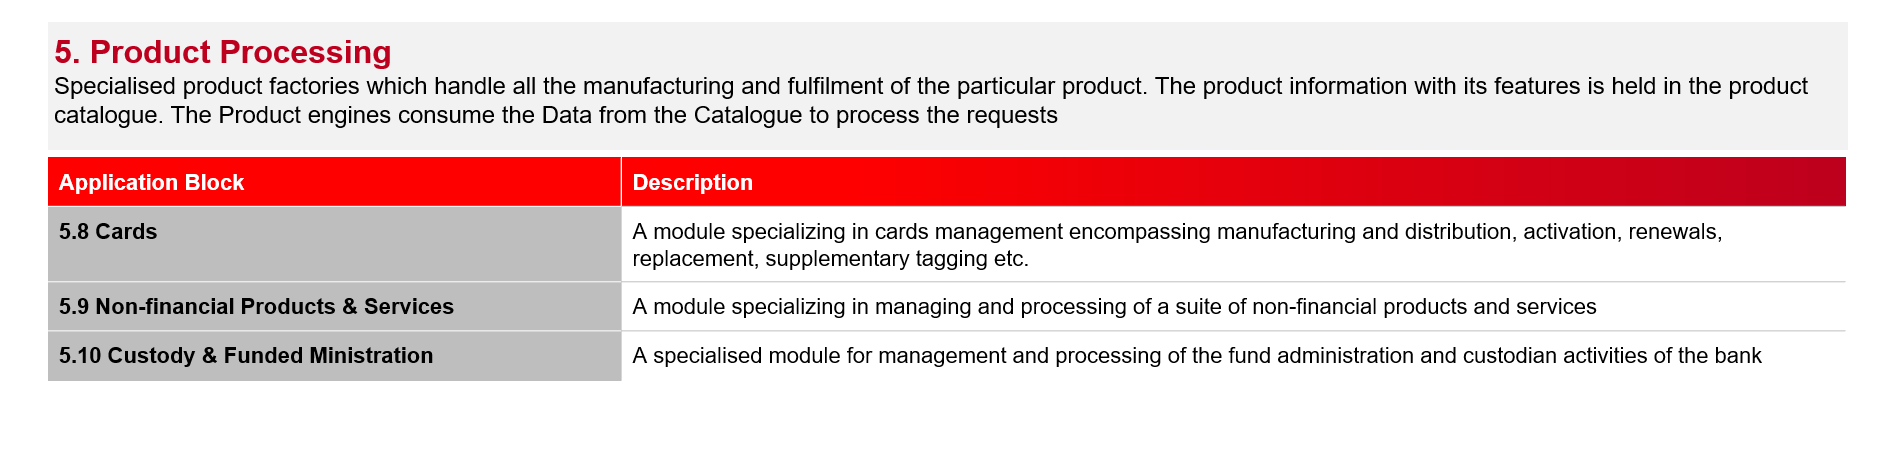 5. Product Processing
Specialised product factories which handle all the manufacturing and fulfilment of the particular product. The product information with its features is held in the product
catalogue. The Product engines consume the Data from the Catalogue to process the requests
Application Block Description
5.8 Cards A module specializing in cards management encompassing manufacturing and distribution, activation, renewals,
replacement, supplementary tagging etc.
5.9 Non-financial Products & Services A module specializing in managing and processing of a suite of non-financial products and services
5.10 Custody & Funded Ministration A specialised module for management and processing of the fund administration and custodian activities of the bank